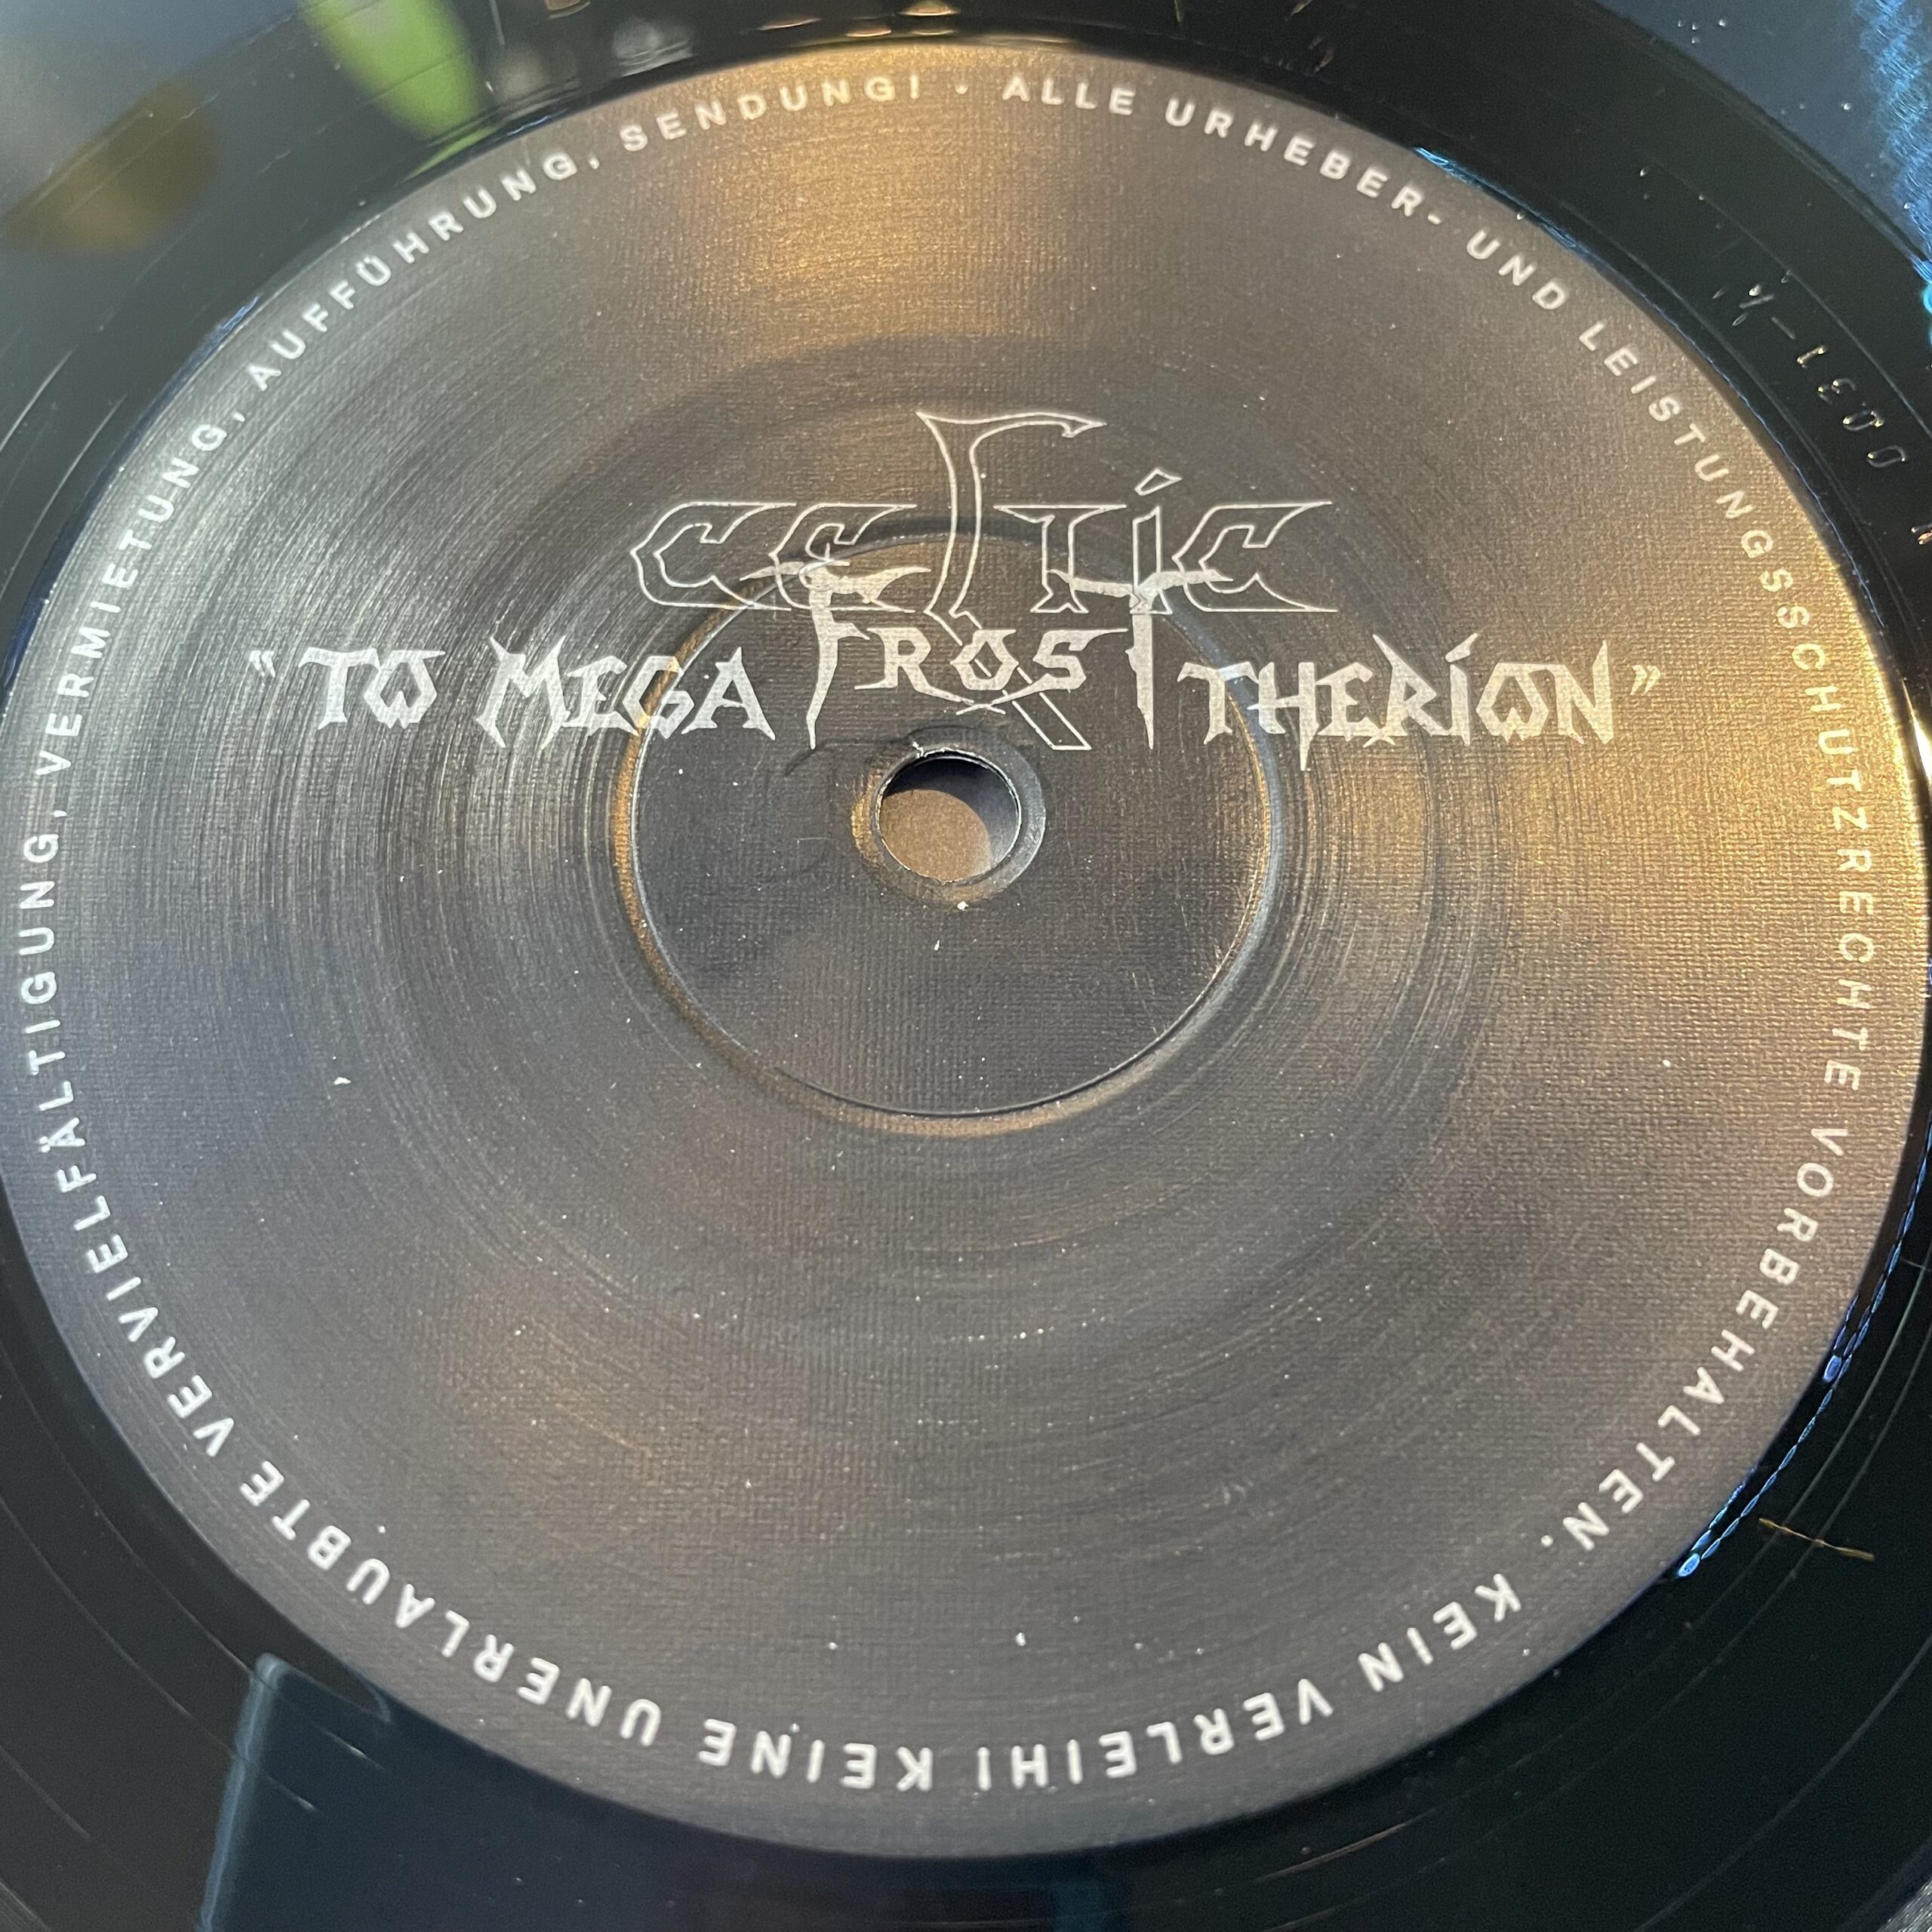 celtic
FROST
"TO MEGA THERION"
ALLE URHEBER- UND LEISTUNGSSCHUTZRECHTE VORBEHALTEN. KEIN VERLEIH! KEINE UNERLAUBTE VERVIELFÄLTIGUNG, VERMIETUNG, AUFFÜHRUNG, SENDUNG! ·